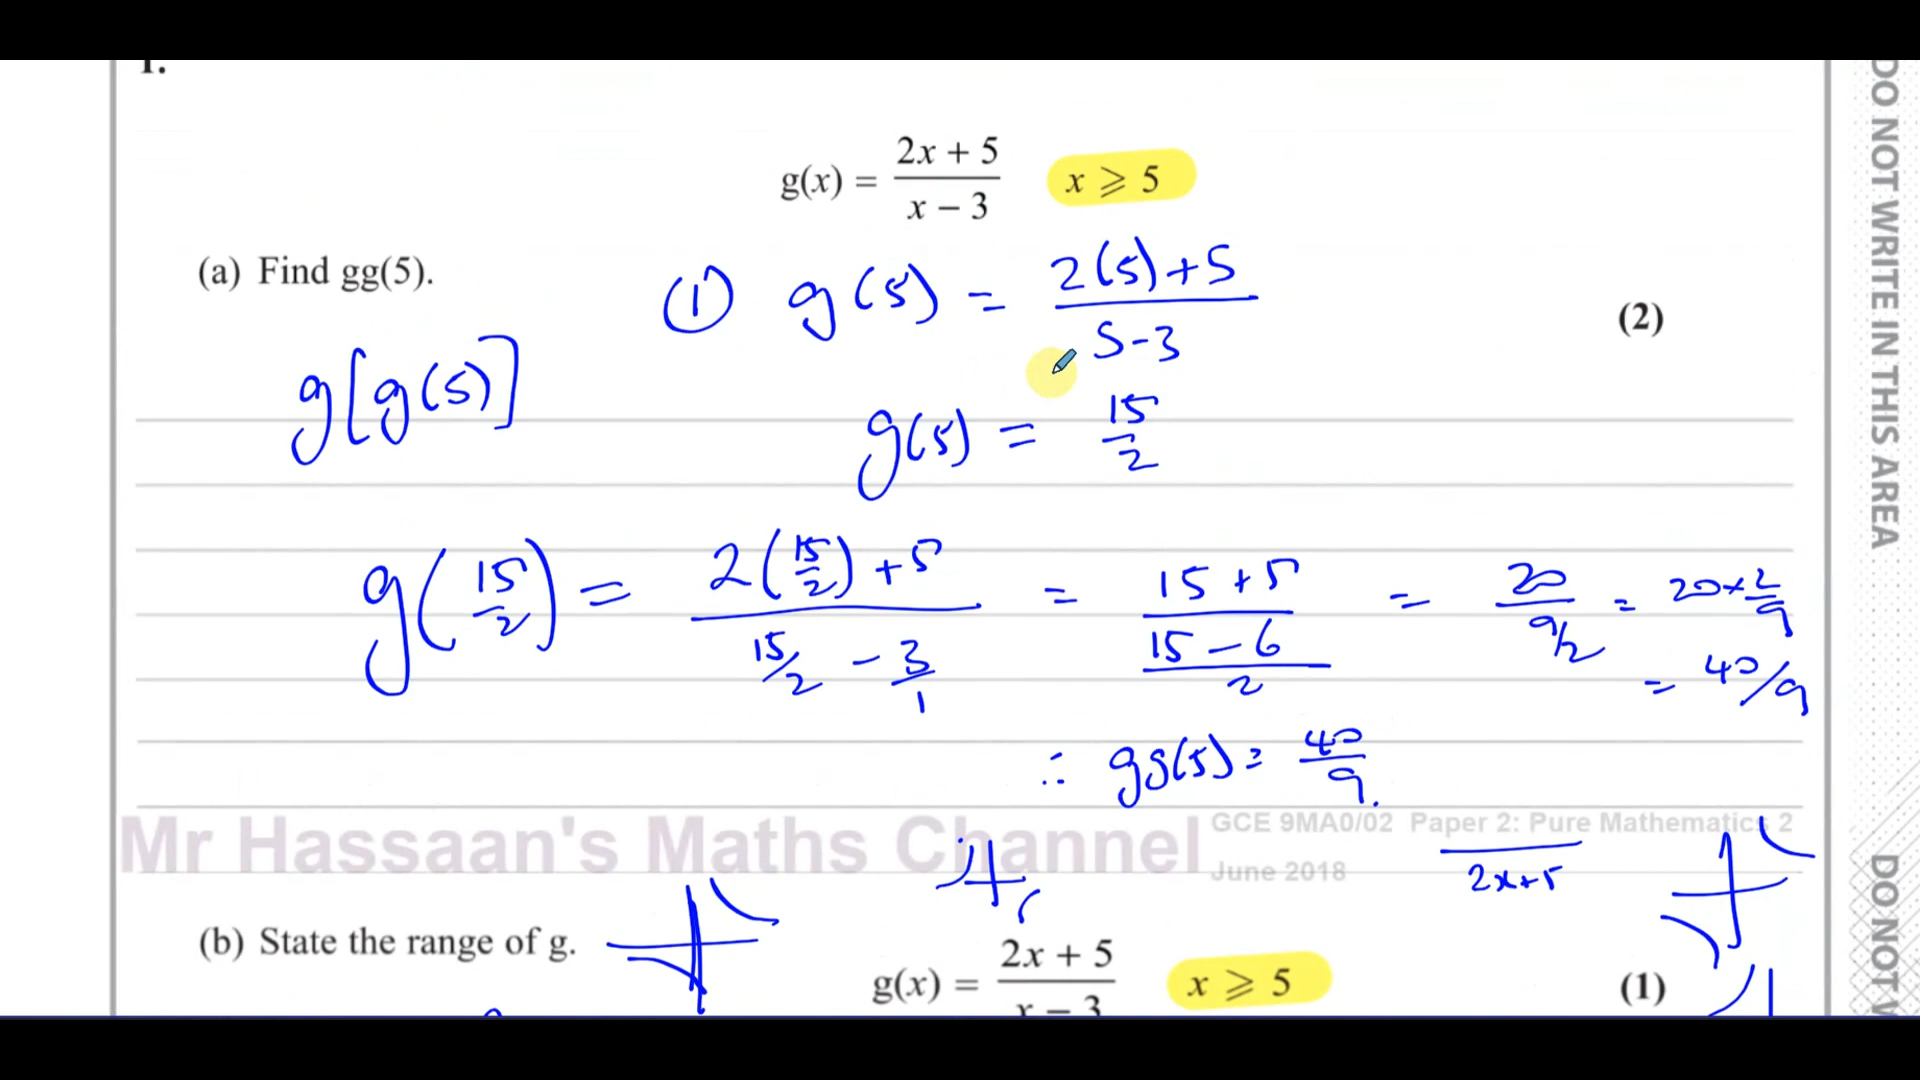 1.
g(x) = (2x + 5)/(x − 3)   x ⩾ 5
(a) Find gg(5).
① g(5) = (2(5)+5)/(5-3)
(2)
g[g(5)]
g(5) = 15/2
g(15/2) = (2(15/2)+5)/(15/2 - 3/1) = (15+5)/((15-6)/2) = 20/(9/2) = 20×2/9
= 40/9
∴ gg(5) = 40/9.
Mr Hassaan's Maths Channel
GCE 9MA0/02 Paper 2: Pure Mathematics 2
June 2018
2x+5
(b) State the range of g.
g(x) = (2x + 5)/(x − 3)   x ⩾ 5
(1)
DO NOT WRITE IN THIS AREA
DO NOT W